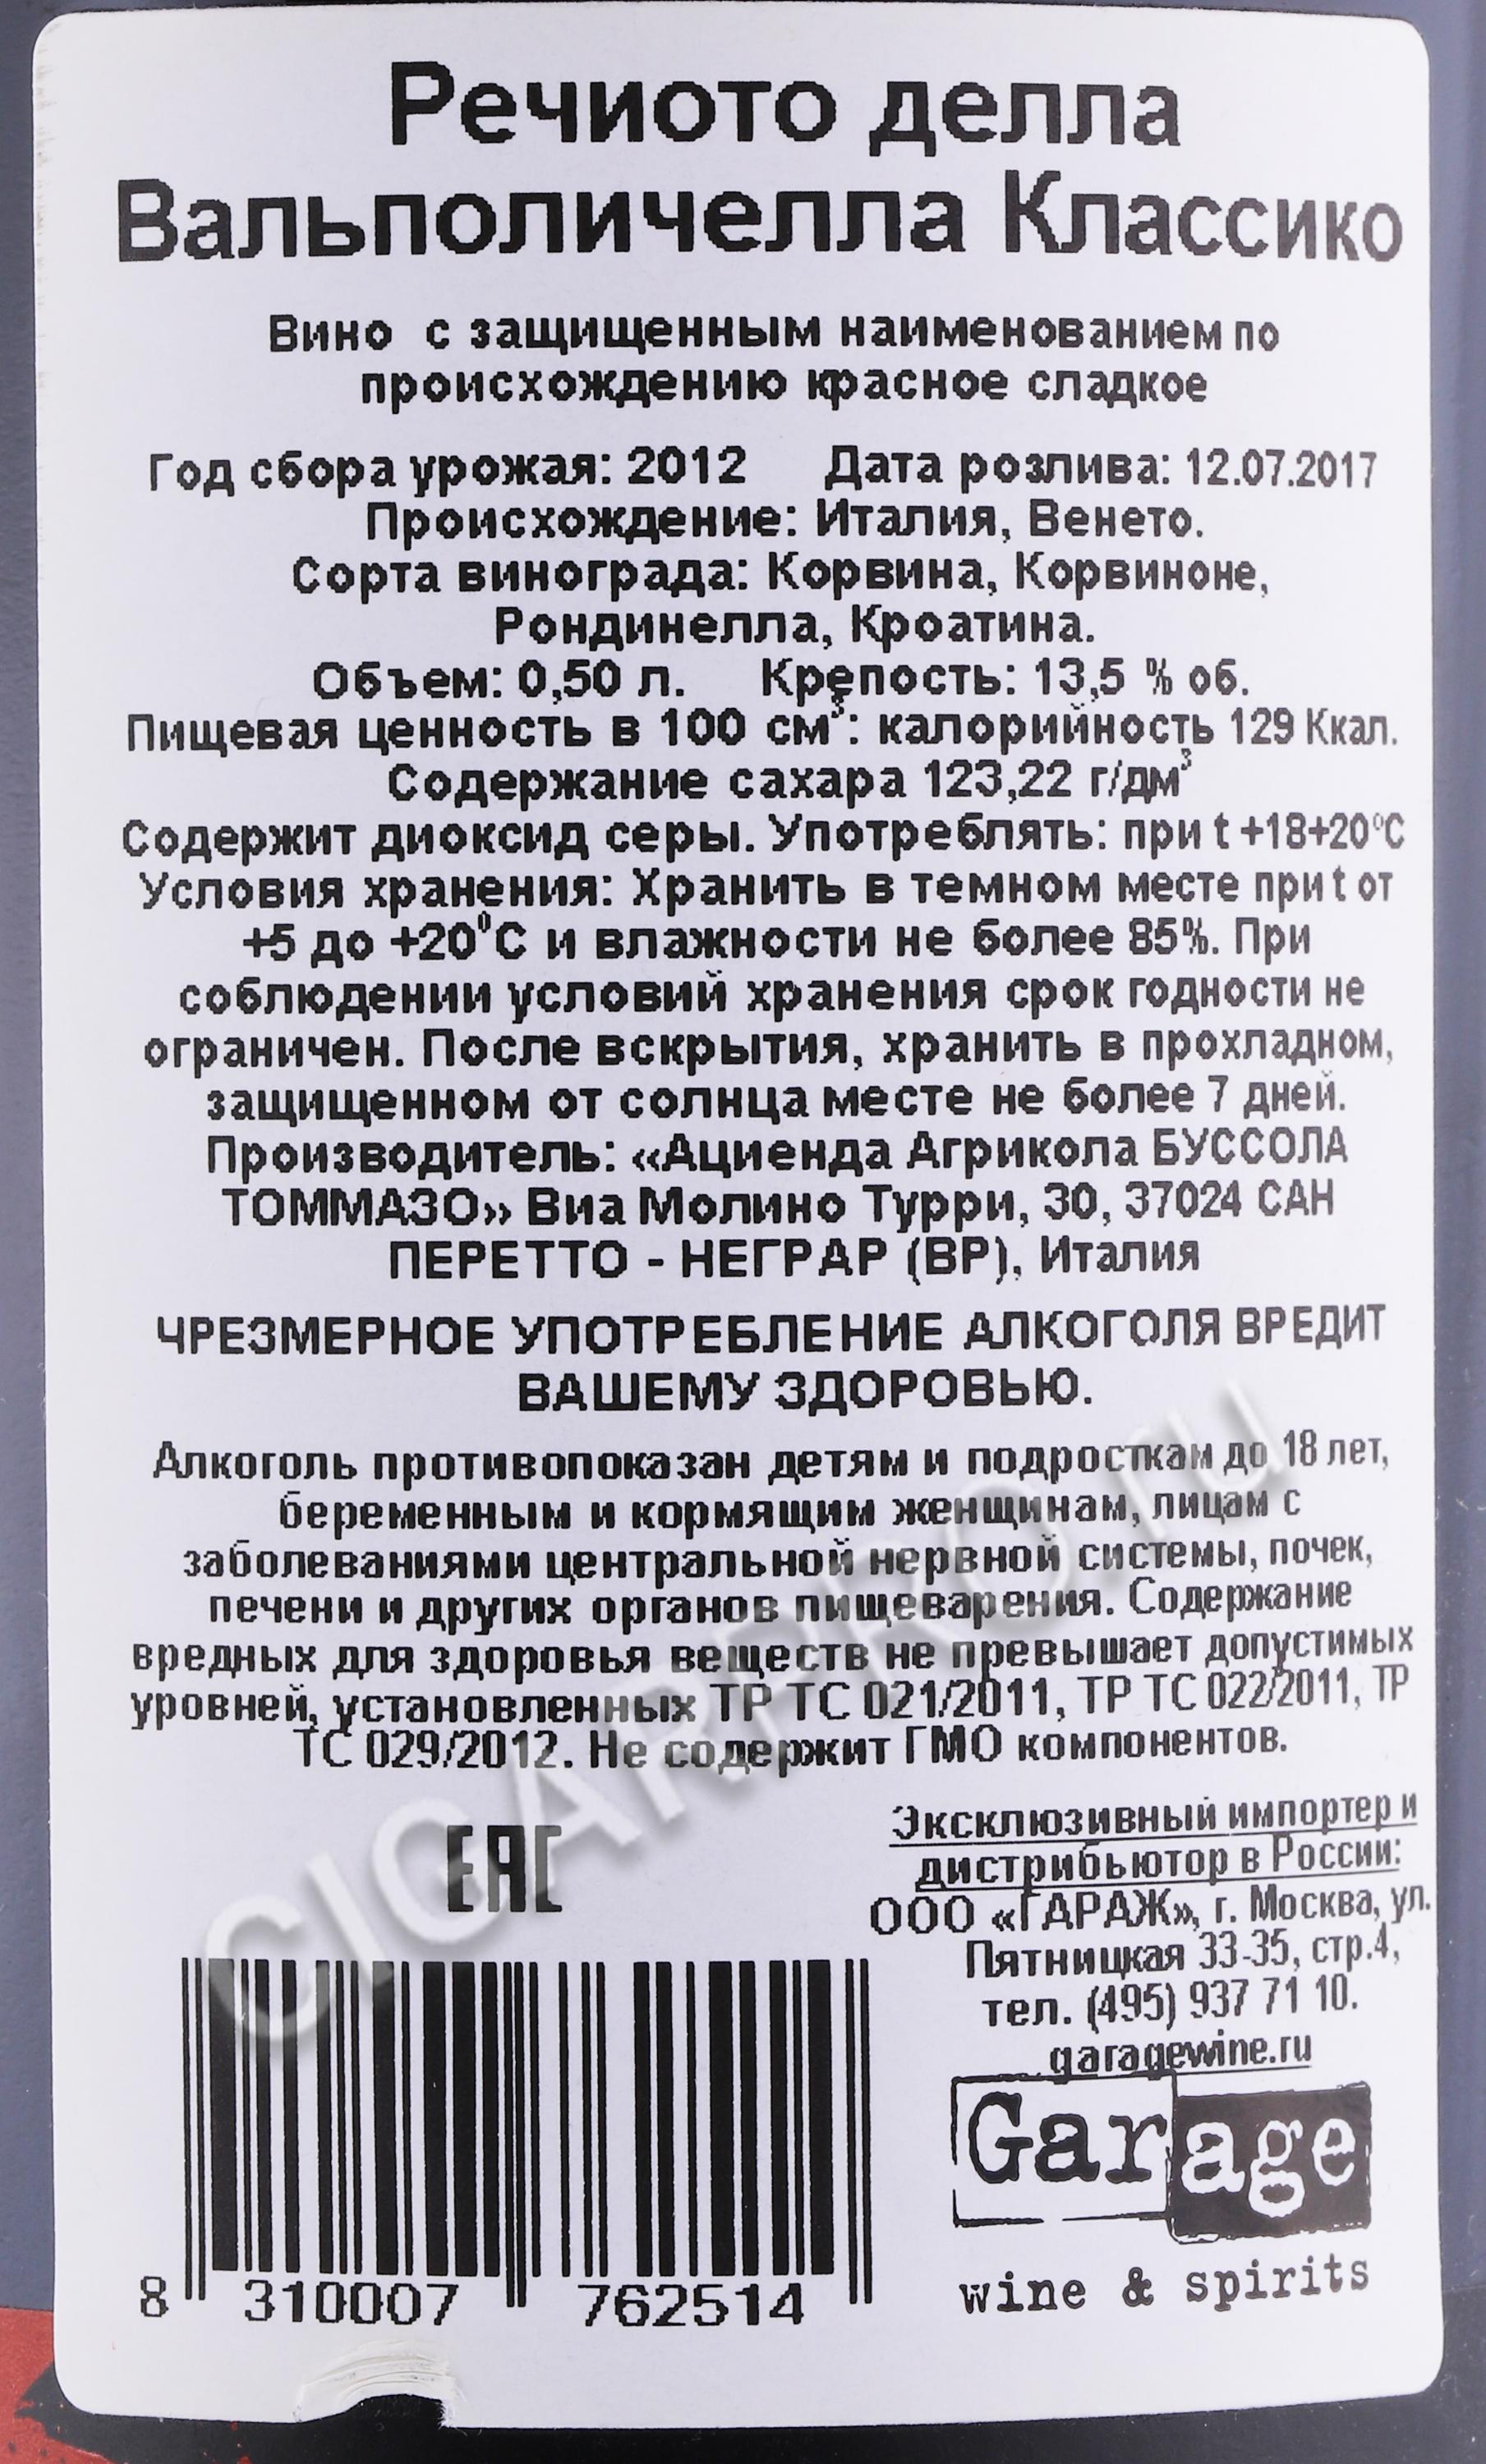 Речиото делла
Вальполичелла Классико
Вино с защищенным наименованием по
происхождению красное сладкое
Год сбора урожая: 2012 Дата розлива: 12.07.2017
Происхождение: Италия, Венето.
Сорта винограда: Корвина, Корвиноне,
Рондинелла, Кроатина.
Объем: 0,50 л. Крепость: 13,5 % об.
Пищевая ценность в 100 см³: калорийность 129 Ккал.
Содержание сахара 123,22 г/дм³
Содержит диоксид серы. Употреблять: при t +18+20°C
Условия хранения: Хранить в темном месте при t от
+5 до +20⁰C и влажности не более 85%. При
соблюдении условий хранения срок годности не
ограничен. После вскрытия, хранить в прохладном,
защищенном от солнца месте не более 7 дней.
Производитель: «Ациенда Агрикола БУССОЛА
ТОММАЗО» Виа Молино Турри, 30, 37024 САН
ПЕРЕТТО - НЕГРАР (ВР), Италия
ЧРЕЗМЕРНОЕ УПОТРЕБЛЕНИЕ АЛКОГОЛЯ ВРЕДИТ
ВАШЕМУ ЗДОРОВЬЮ.
Алкоголь противопоказан детям и подросткам до 18 лет,
беременным и кормящим женщинам, лицам с
заболеваниями центральной нервной системы, почек,
печени и других органов пищеварения. Содержание
вредных для здоровья веществ не превышает допустимых
уровней, установленных ТР ТС 021/2011, ТР ТС 022/2011, ТР
ТС 029/2012. Не содержит ГМО компонентов.
CIGARPRO.ru
EAC
Эксклюзивный импортер и
дистрибьютор в России:
ООО «ГАРАЖ», г. Москва, ул.
Пятницкая 33-35, стр.4,
тел. (495) 937 71 10.
garagewine.ru
Garage
wine & spirits
8 310007 762514